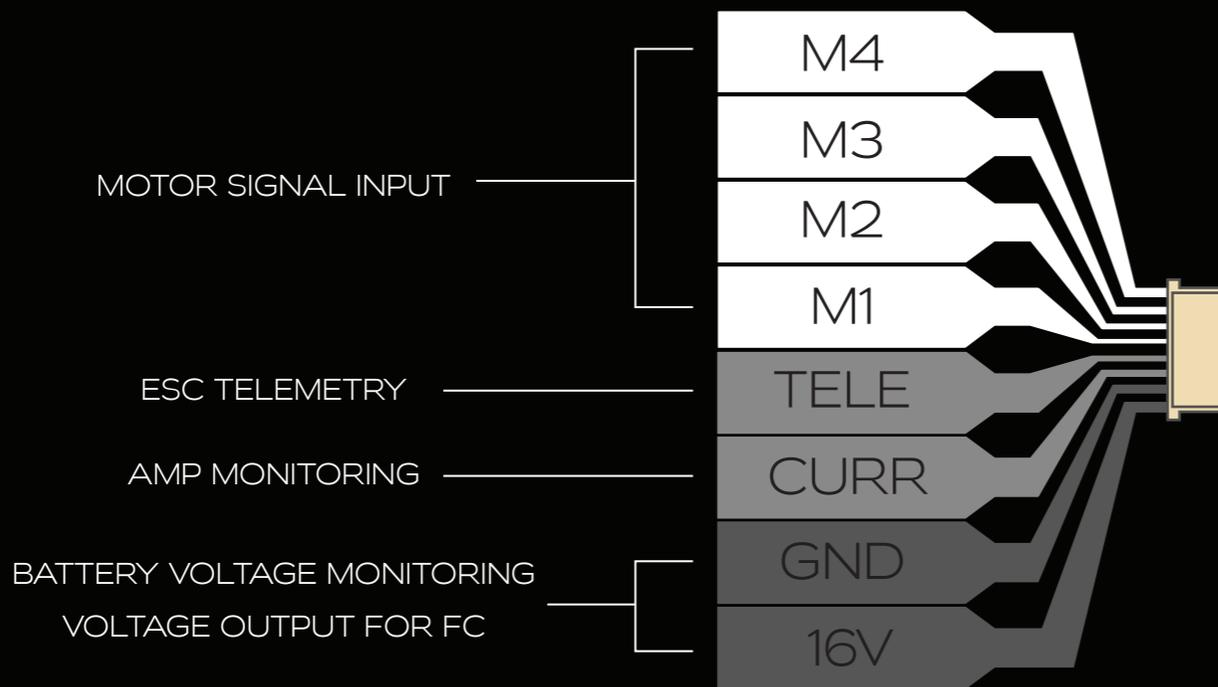 M4
M3
MOTOR SIGNAL INPUT
M2
M1
ESC TELEMETRY
TELE
AMP MONITORING
CURR
BATTERY VOLTAGE MONITORING
VOLTAGE OUTPUT FOR FC
GND
16V